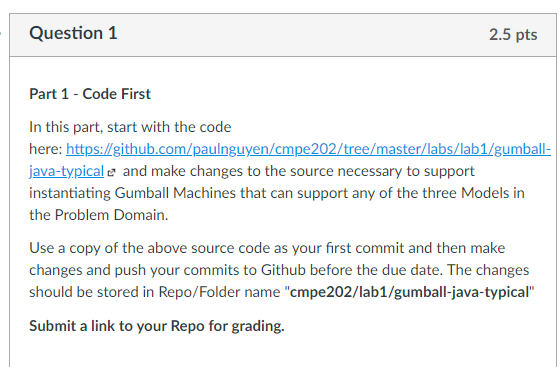 Question 1
2.5 pts
Part 1 - Code First
In this part, start with the code
here: https://github.com/paulnguyen/cmpe202/tree/master/labs/lab1/gumball-
java-typical and make changes to the source necessary to support
instantiating Gumball Machines that can support any of the three Models in
the Problem Domain.
Use a copy of the above source code as your first commit and then make
changes and push your commits to Github before the due date. The changes
should be stored in Repo/Folder name "cmpe202/lab1/gumball-java-typical"
Submit a link to your Repo for grading.